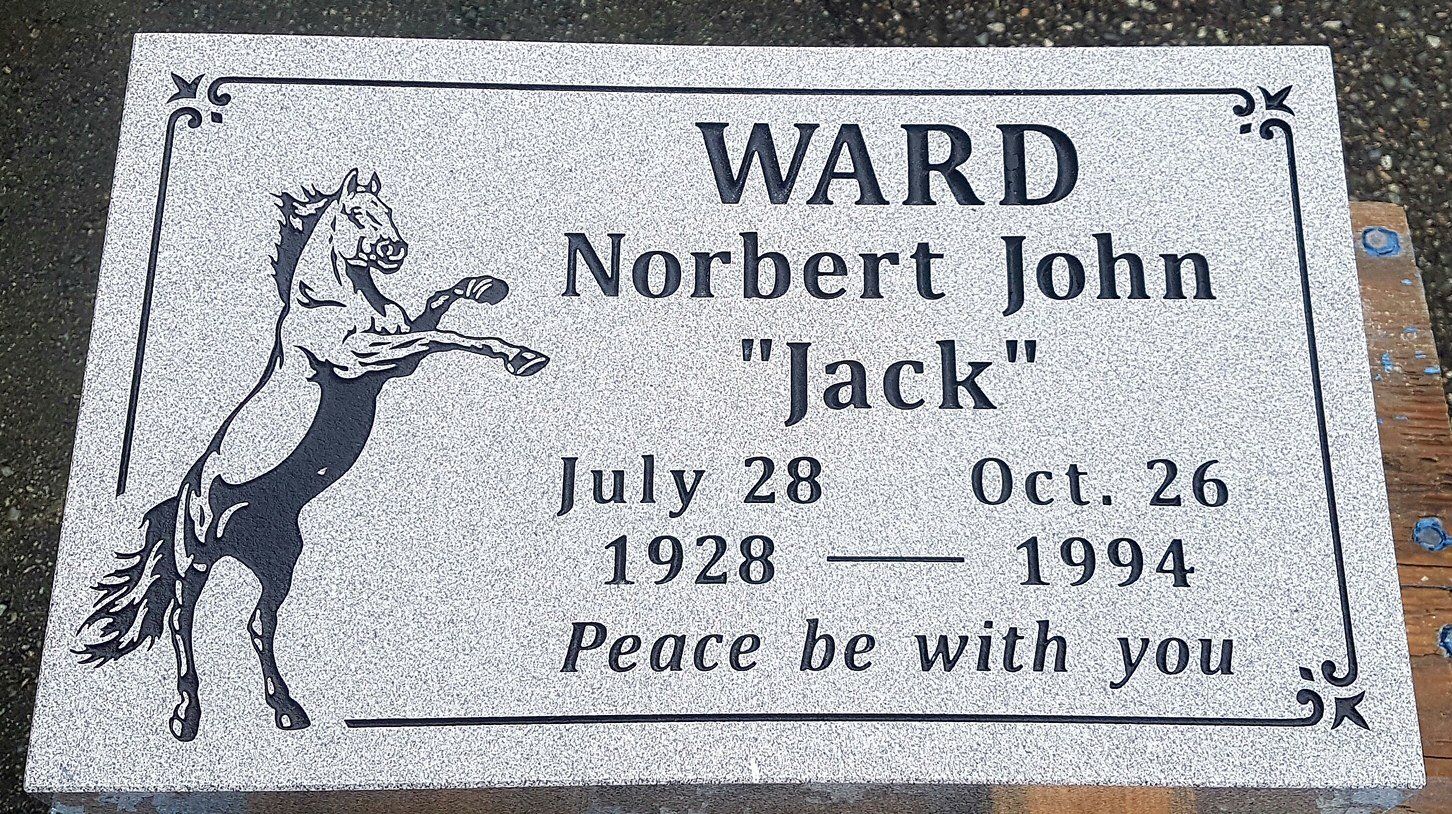 WARD
Norbert John
"Jack"
July 28 Oct. 26
1928 — 1994
Peace be with you